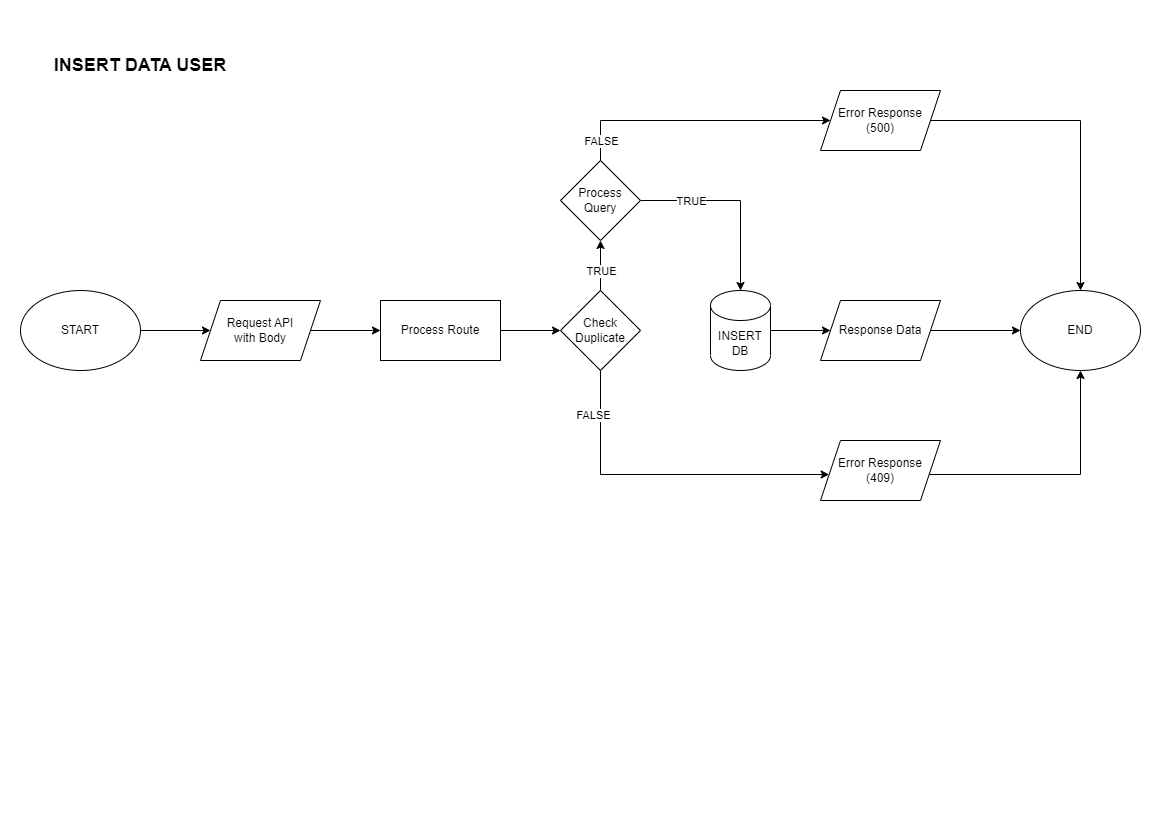 INSERT DATA USER
Error Response
(500)
FALSE
Process
Query
TRUE
TRUE
START
Request API
with Body
Process Route
Check
Duplicate
INSERT
DB
Response Data
END
FALSE
Error Response
(409)